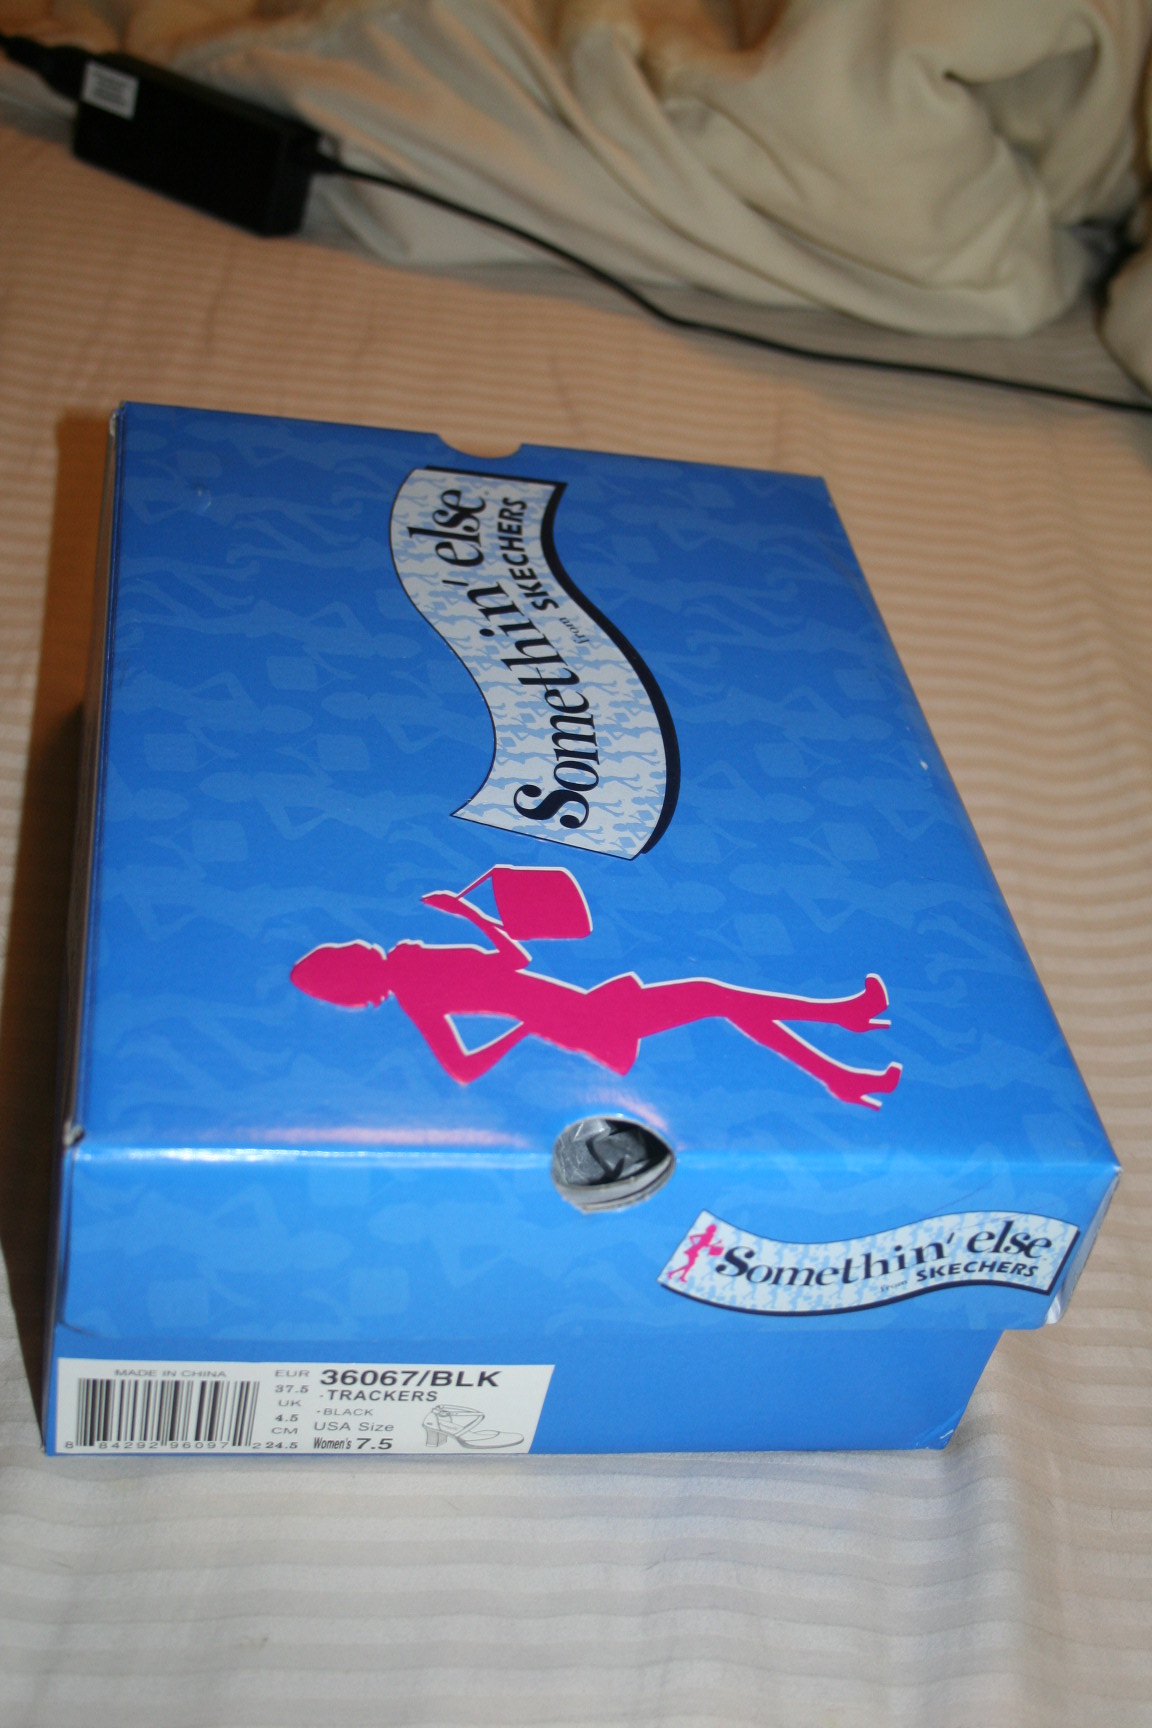 Somethin' else
from SKECHERS
Somethin' else
from SKECHERS
MADE IN CHINA
8 84292 96097 2
EUR
37.5
UK
4.5
CM
24.5
36067/BLK
·TRACKERS
·BLACK
USA Size
Women's 7.5